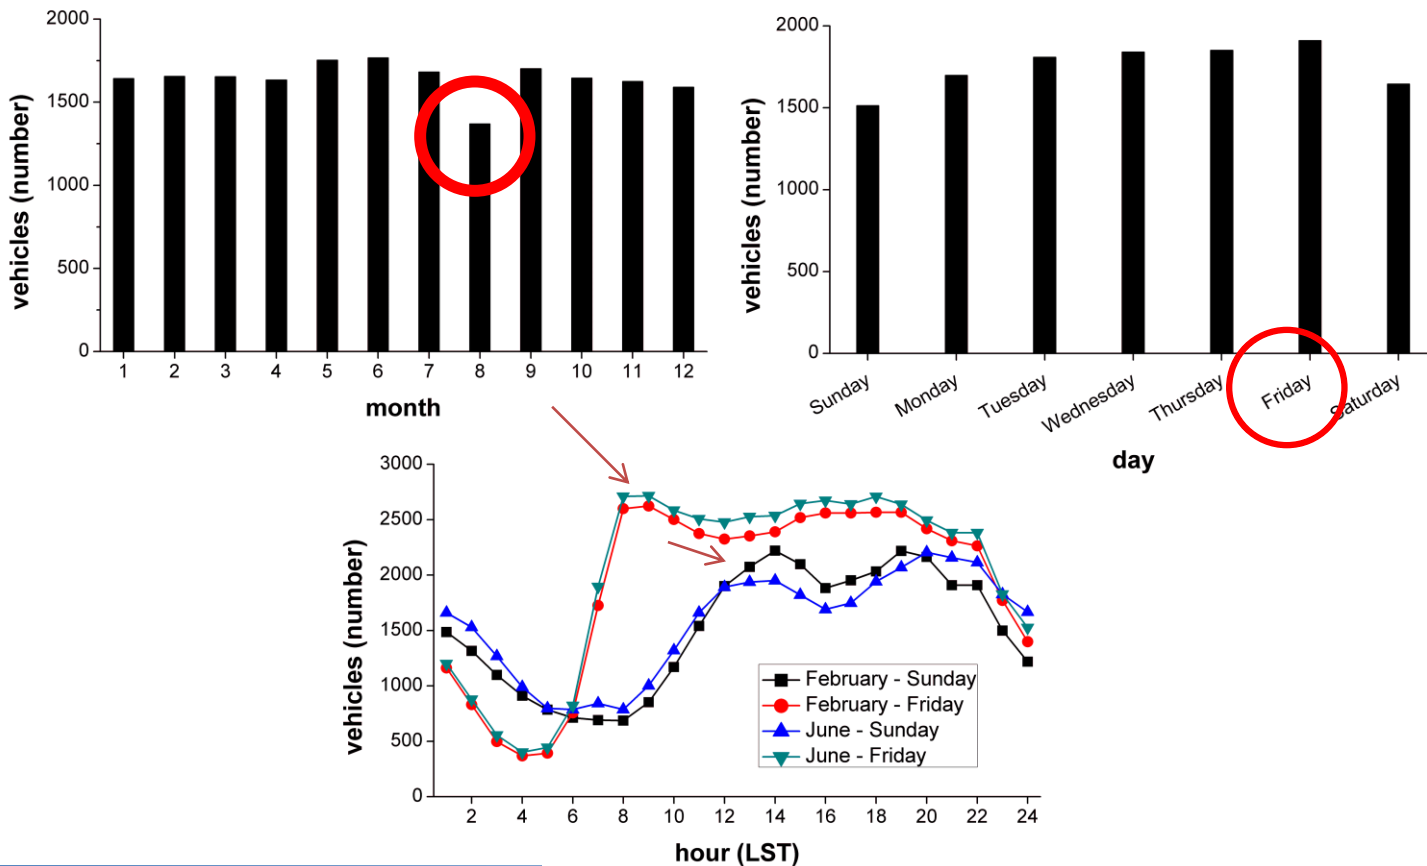 2000
1500
1000
500
0
vehicles (number)
1 2 3 4 5 6 7 8 9 10 11 12
month
2000
1500
1000
500
0
vehicles (number)
Sunday Monday Tuesday Wednesday Thursday Friday Saturday
day
3000
2500
2000
1500
1000
500
0
vehicles (number)
February - Sunday
February - Friday
June - Sunday
June - Friday
2 4 6 8 10 12 14 16 18 20 22 24
hour (LST)